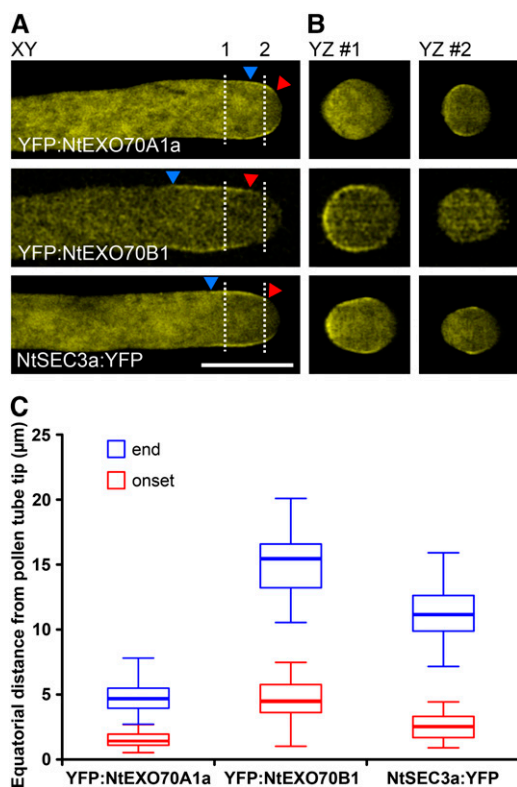 A
B
XY
1
2
YZ #1
YZ #2
YFP:NtEXO70A1a
YFP:NtEXO70B1
NtSEC3a:YFP
C
Equatorial distance from pollen tube tip (µm)
25
20
15
10
5
0
end
onset
YFP:NtEXO70A1a
YFP:NtEXO70B1
NtSEC3a:YFP